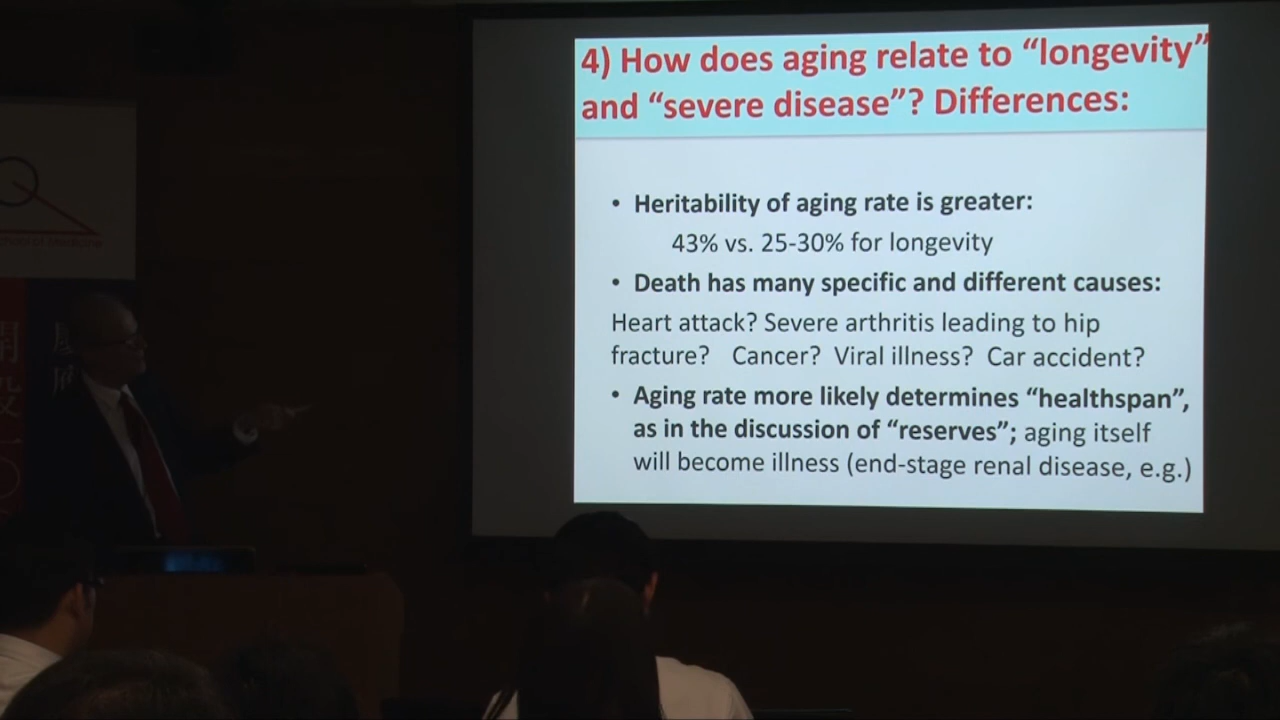 4) How does aging relate to “longevity”
and “severe disease”? Differences:
• Heritability of aging rate is greater:
43% vs. 25-30% for longevity
• Death has many specific and different causes:
Heart attack? Severe arthritis leading to hip
fracture? Cancer? Viral illness? Car accident?
• Aging rate more likely determines “healthspan”,
as in the discussion of “reserves”; aging itself
will become illness (end-stage renal disease, e.g.)
of Medicine